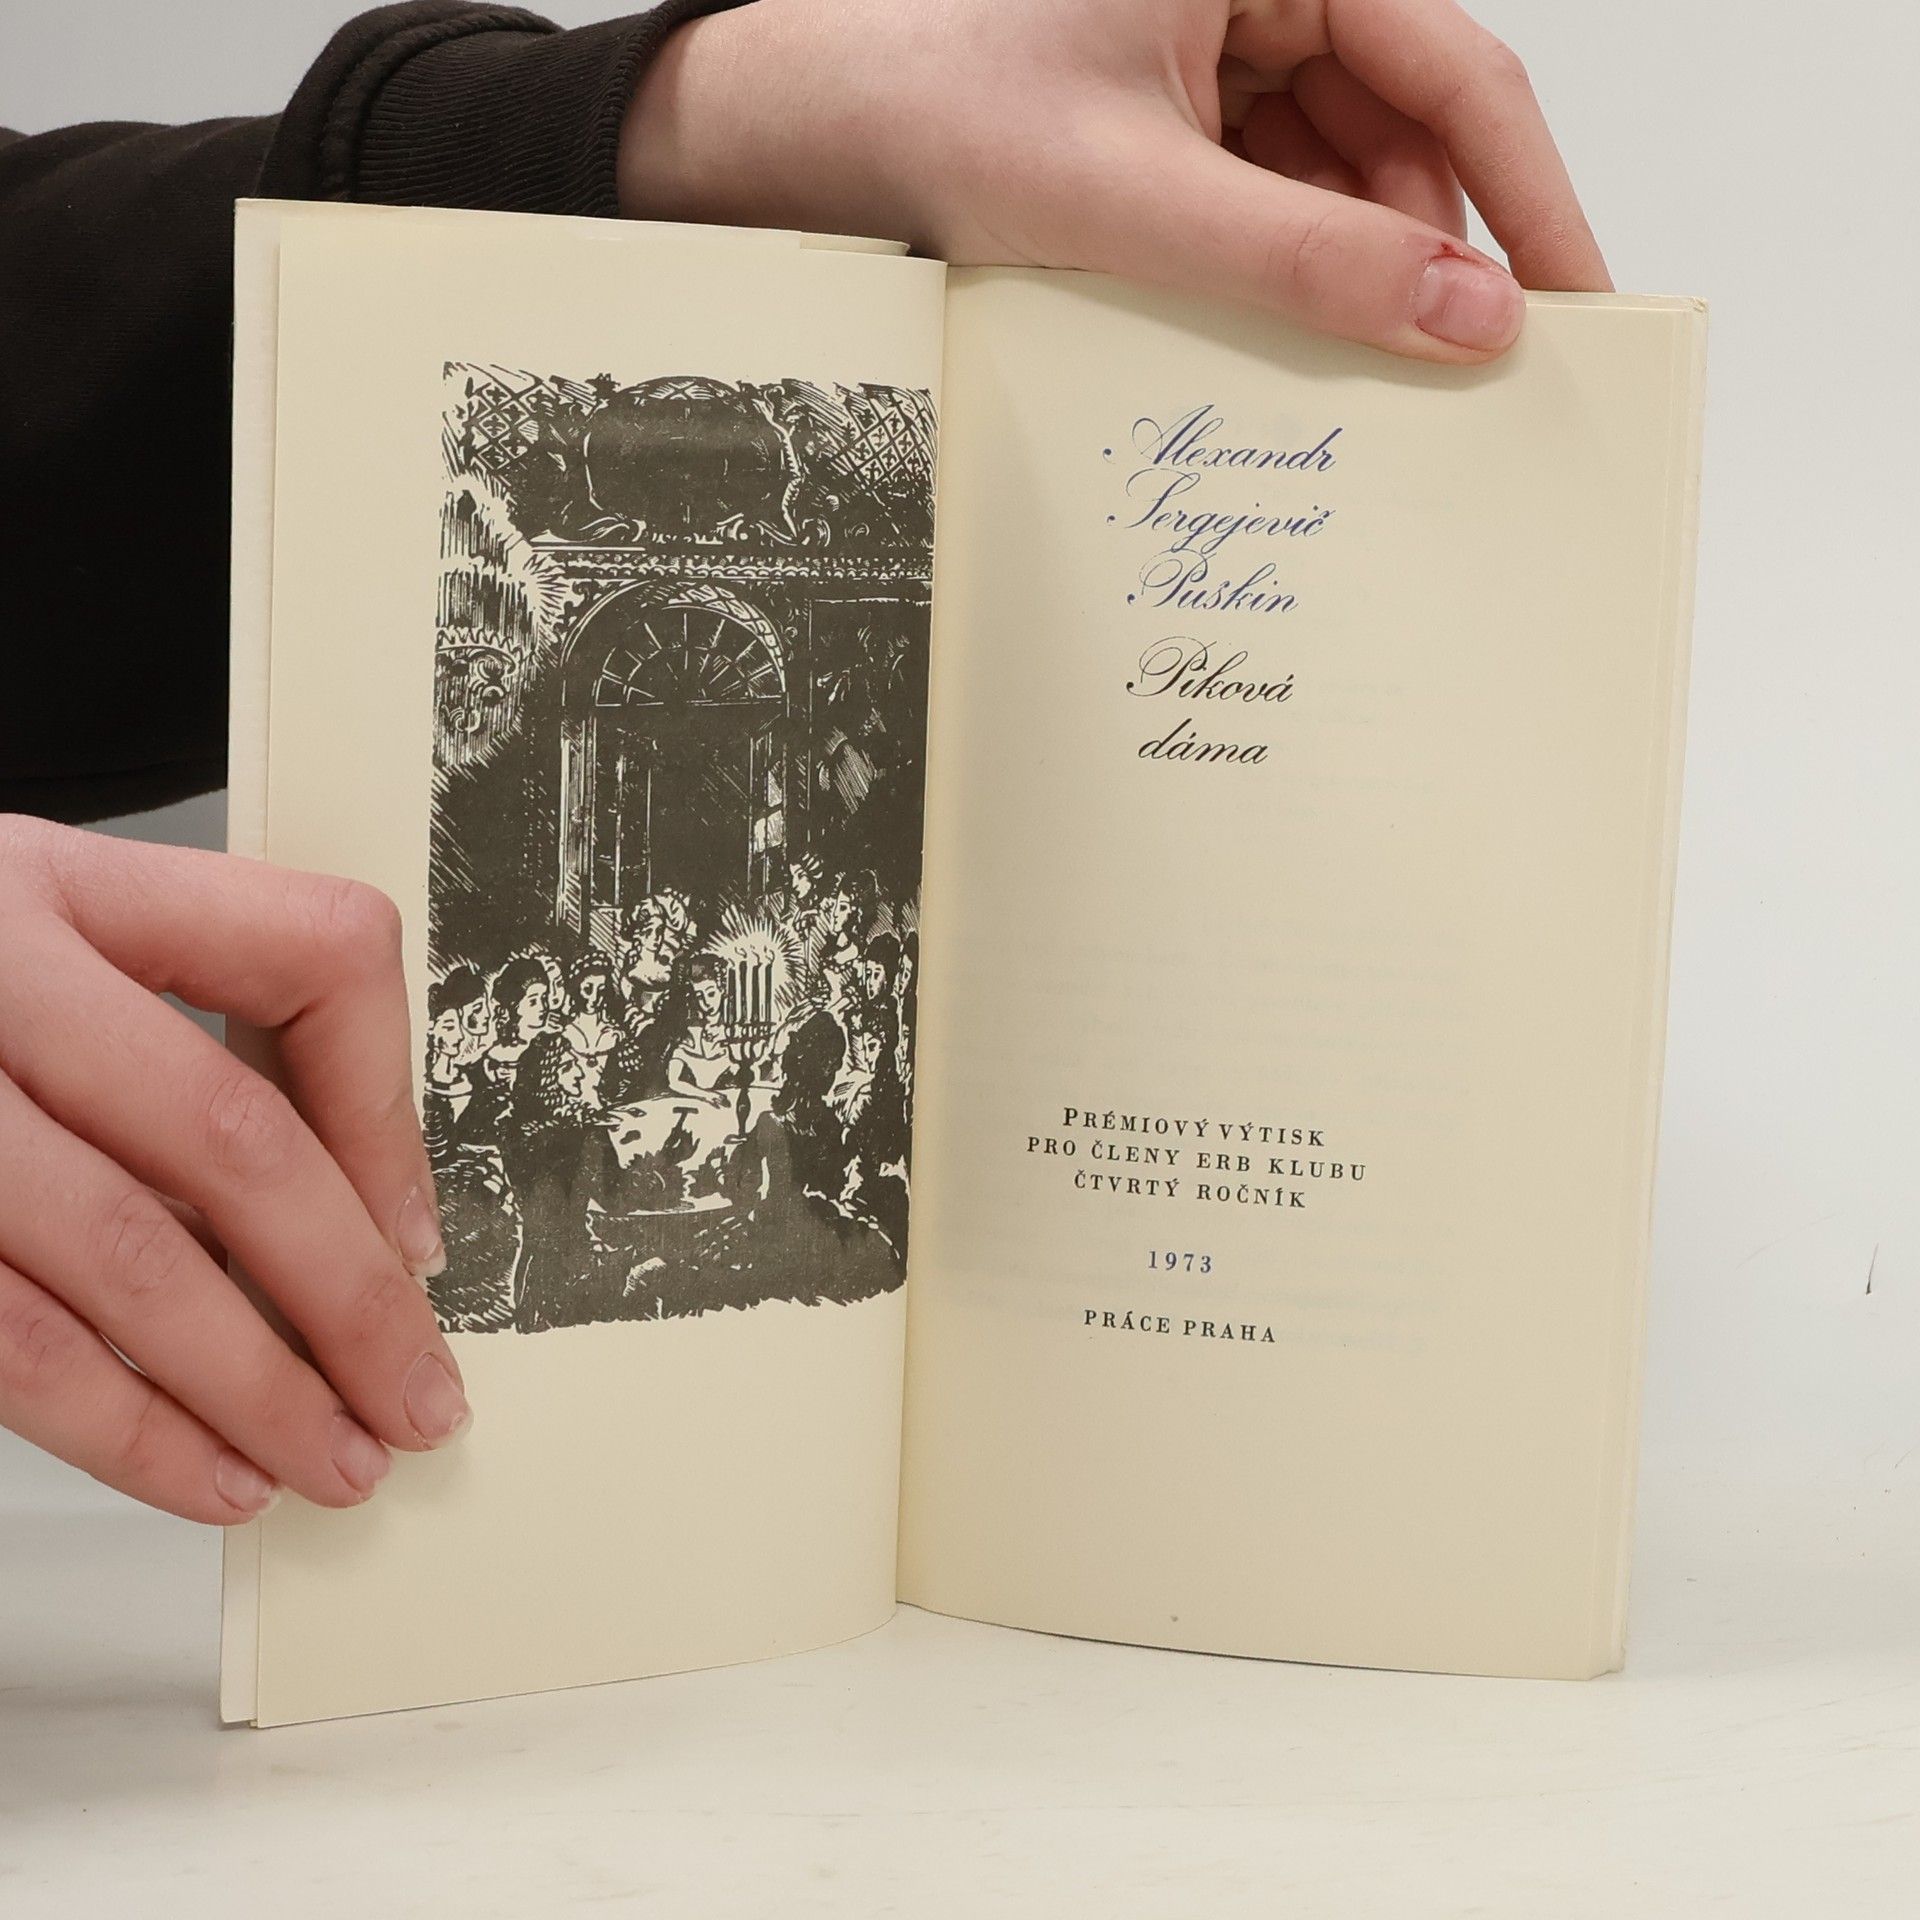 Alexandr
Sergejevič
Puškin
Piková
dáma
PRÉMIOVÝ VÝTISK
PRO ČLENY ERB KLUBU
ČTVRTÝ ROČNÍK
1973
PRÁCE PRAHA